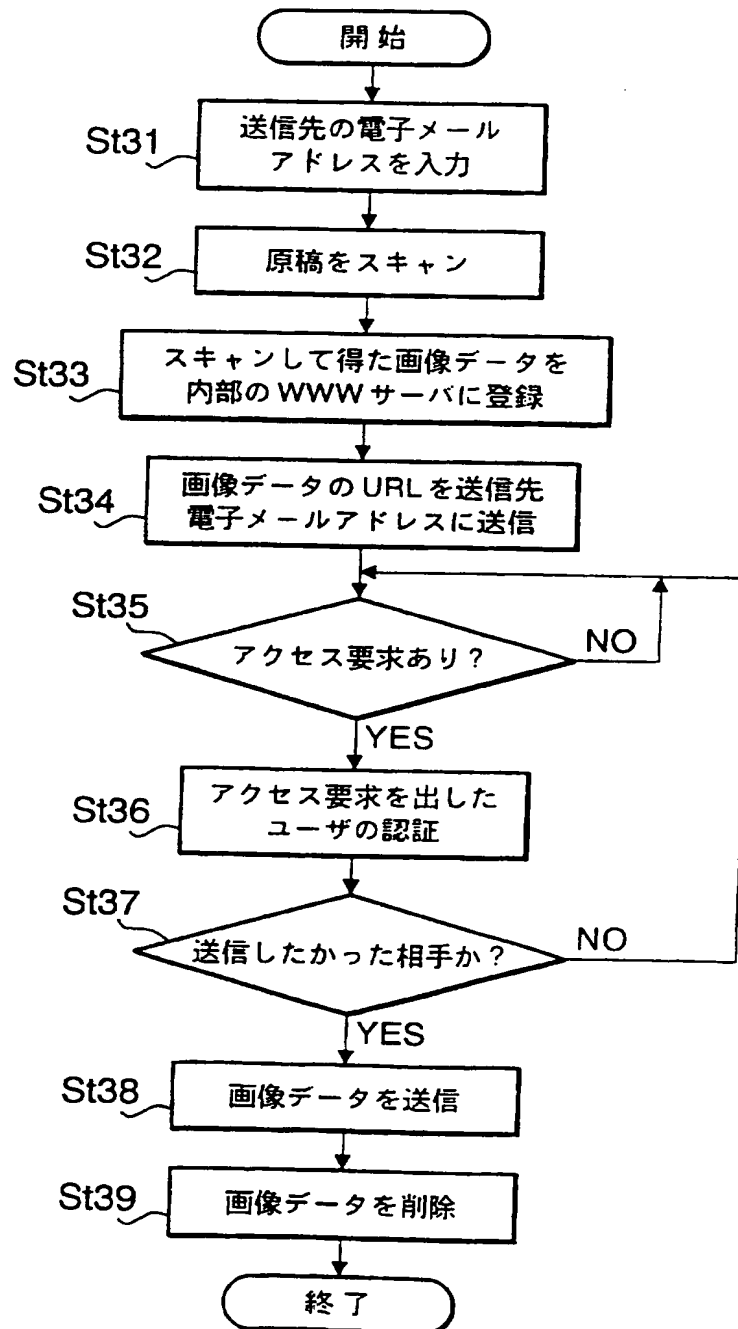 開始
St31
送信先の電子メール
アドレスを入力
St32
原稿をスキャン
St33
スキャンして得た画像データを
内部のWWWサーバに登録
St34
画像データのURLを送信先
電子メールアドレスに送信
St35
アクセス要求あり?
NO
YES
St36
アクセス要求を出した
ユーザの認証
St37
送信したかった相手か?
NO
YES
St38
画像データを送信
St39
画像データを削除
終了